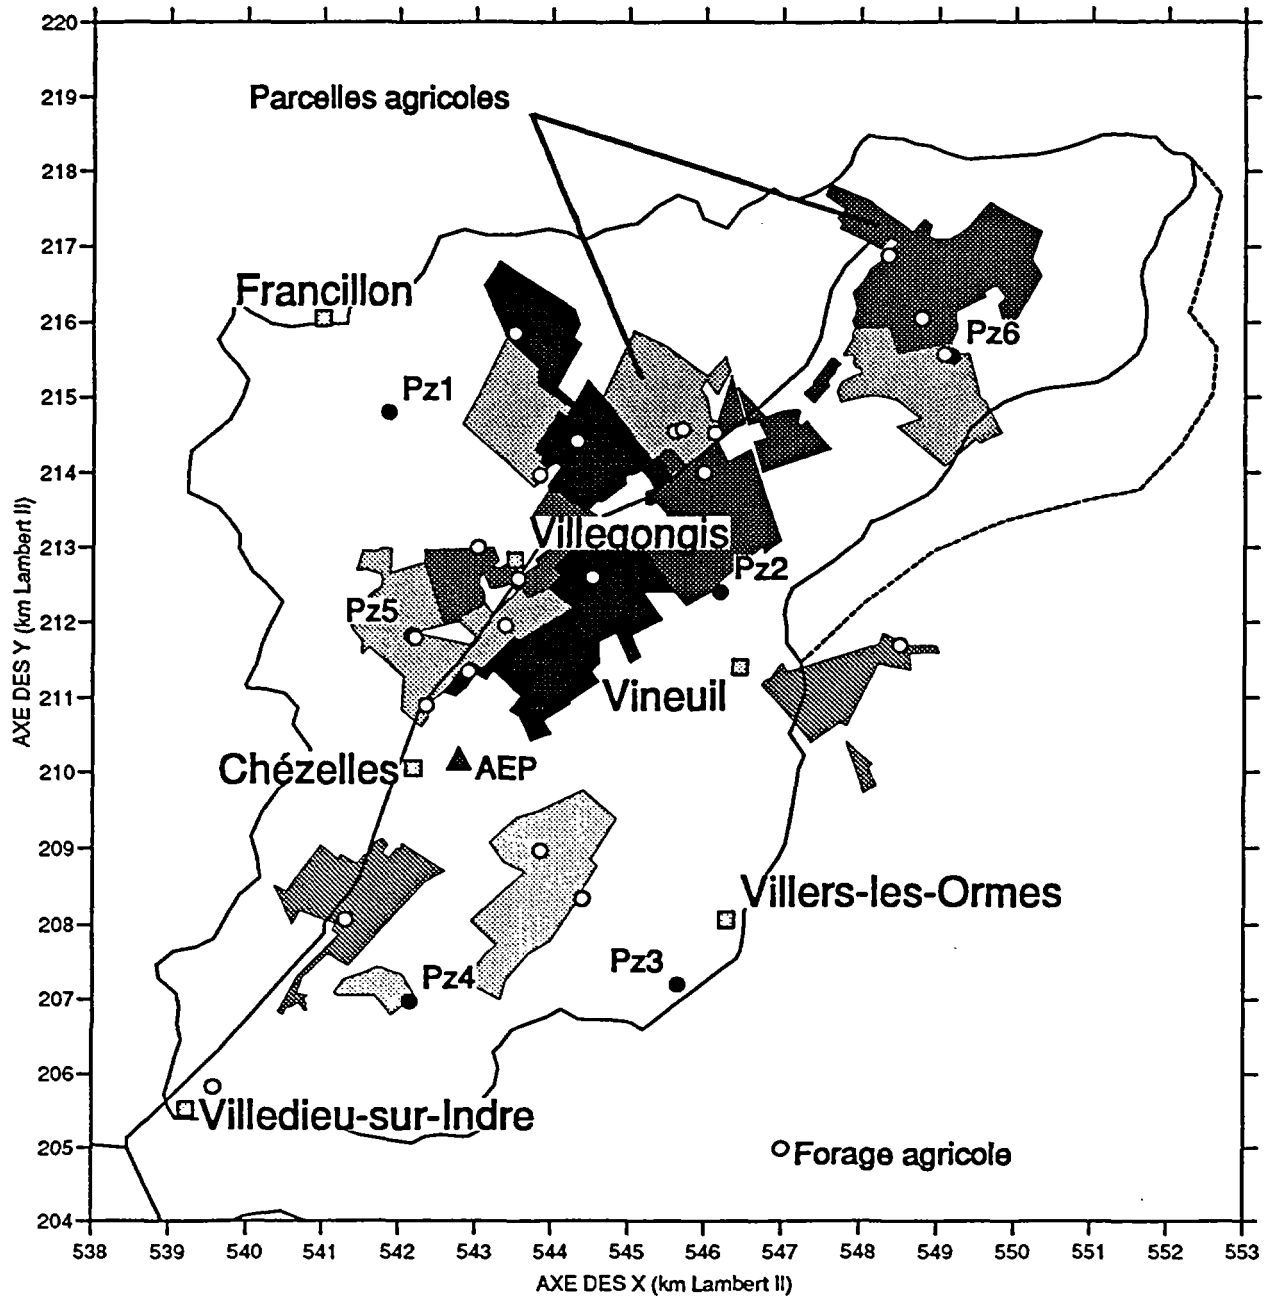 220
219
218
217
216
215
214
213
212
211
210
209
208
207
206
205
204
AXE DES Y (km Lambert II)
Parcelles agricoles
Francillon
Pz6
Pz1
Villegongis
Pz2
Pz5
Vineuil
Chézelles
AEP
Villers-les-Ormes
Pz3
Pz4
Villedieu-sur-Indre
Forage agricole
538 539 540 541 542 543 544 545 546 547 548 549 550 551 552 553
AXE DES X (km Lambert II)